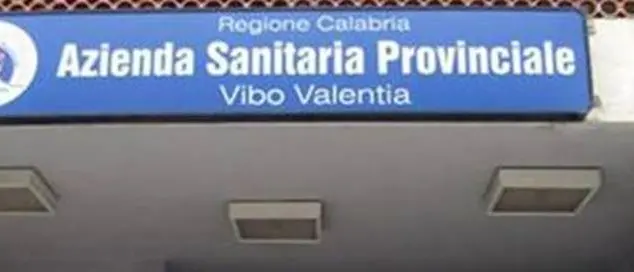 Regione Calabria
Azienda Sanitaria Provinciale
Vibo Valentia